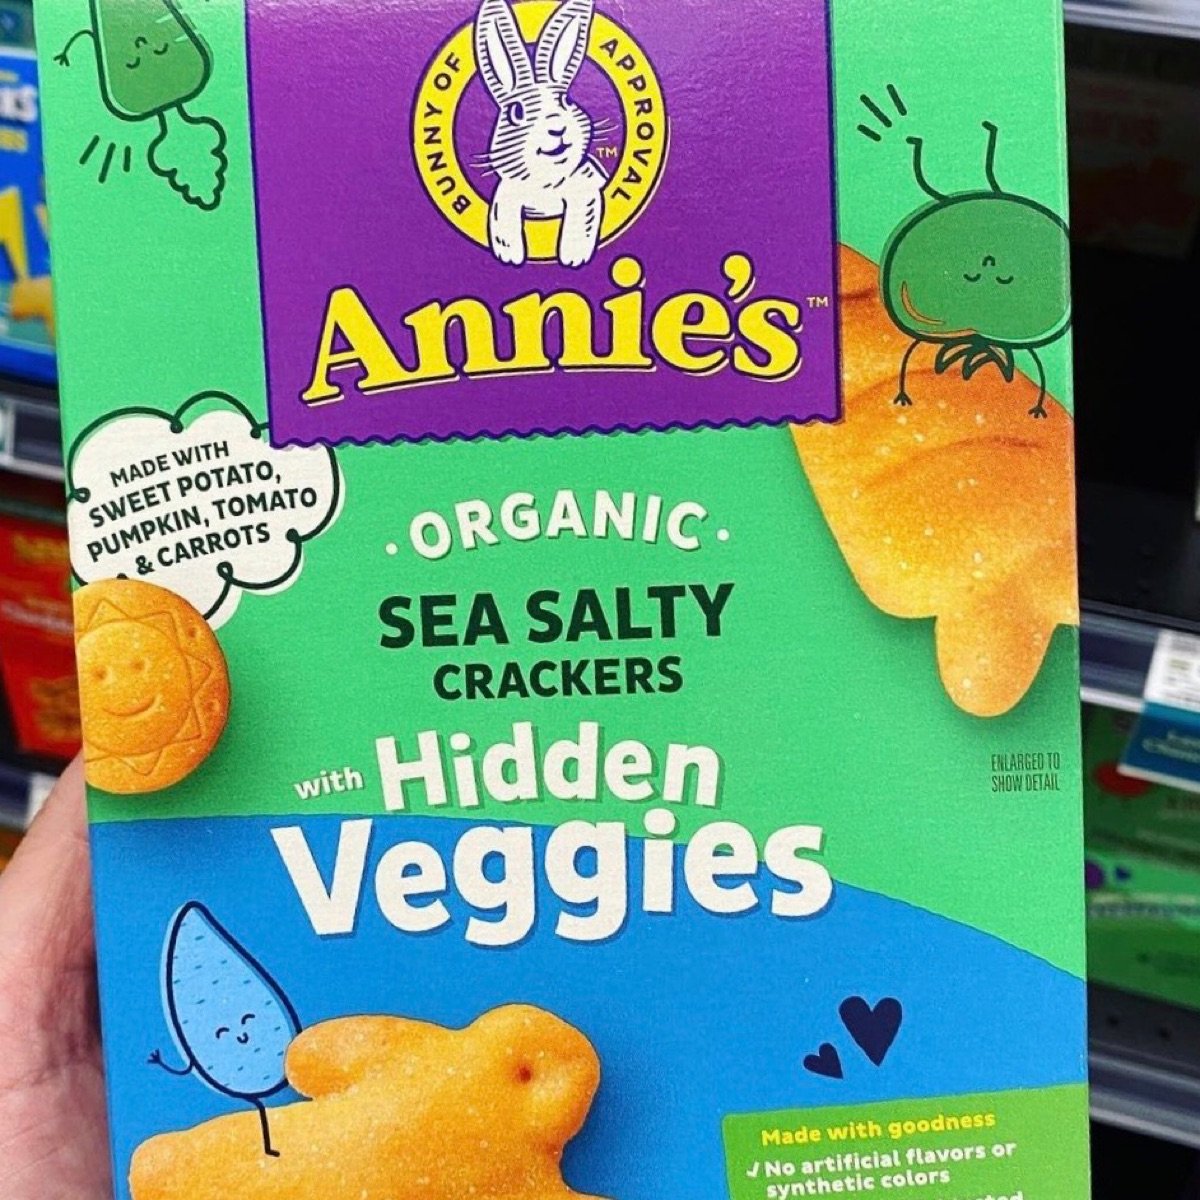 BUNNY OF APPROVAL
TM
Annie's™
MADE WITH
SWEET POTATO,
PUMPKIN, TOMATO
& CARROTS
• ORGANIC •
SEA SALTY
CRACKERS
with Hidden
Veggies
ENLARGED TO
SHOW DETAIL
Made with goodness
✓ No artificial flavors or
synthetic colors